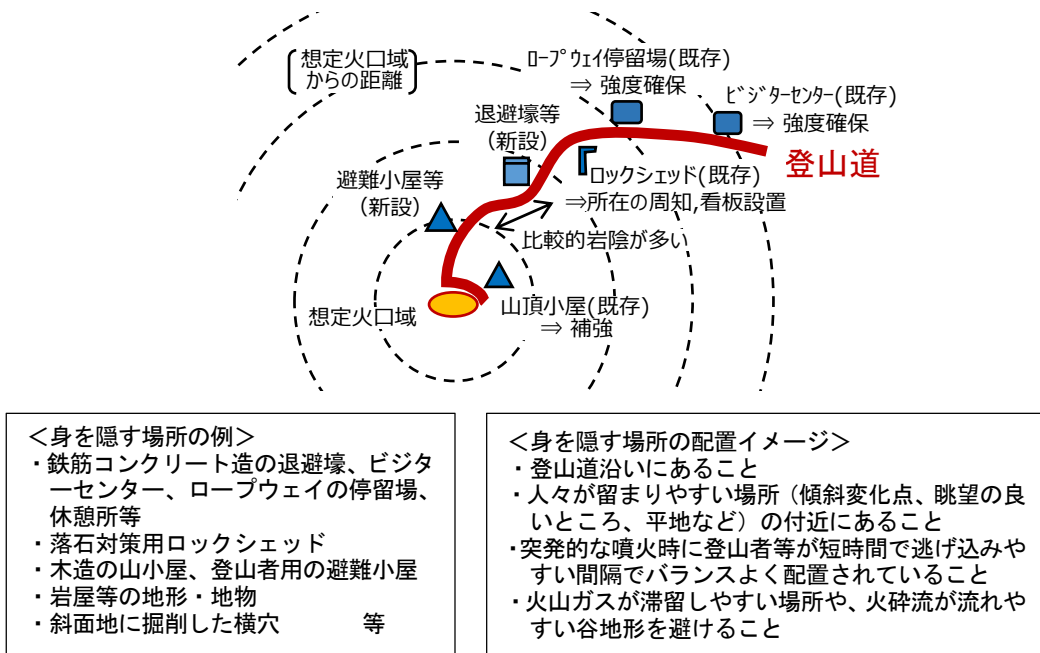 想定火口域
からの距離
ﾛｰﾌﾟｳｪｲ停留場(既存)
⇒ 強度確保
ﾋﾞｼﾞﾀｰｾﾝﾀｰ(既存)
⇒ 強度確保
退避壕等
(新設)
登山道
避難小屋等
(新設)
ロックシェッド(既存)
⇒所在の周知,看板設置
比較的岩陰が多い
想定火口域
山頂小屋(既存)
⇒ 補強
＜身を隠す場所の例＞
・鉄筋コンクリート造の退避壕、ビジタ
ーセンター、ロープウェイの停留場、
休憩所等
・落石対策用ロックシェッド
・木造の山小屋、登山者用の避難小屋
・岩屋等の地形・地物
・斜面地に掘削した横穴　　　等
＜身を隠す場所の配置イメージ＞
・登山道沿いにあること
・人々が留まりやすい場所（傾斜変化点、眺望の良
いところ、平地など）の付近にあること
・突発的な噴火時に登山者等が短時間で逃げ込みや
すい間隔でバランスよく配置されていること
・火山ガスが滞留しやすい場所や、火砕流が流れや
すい谷地形を避けること